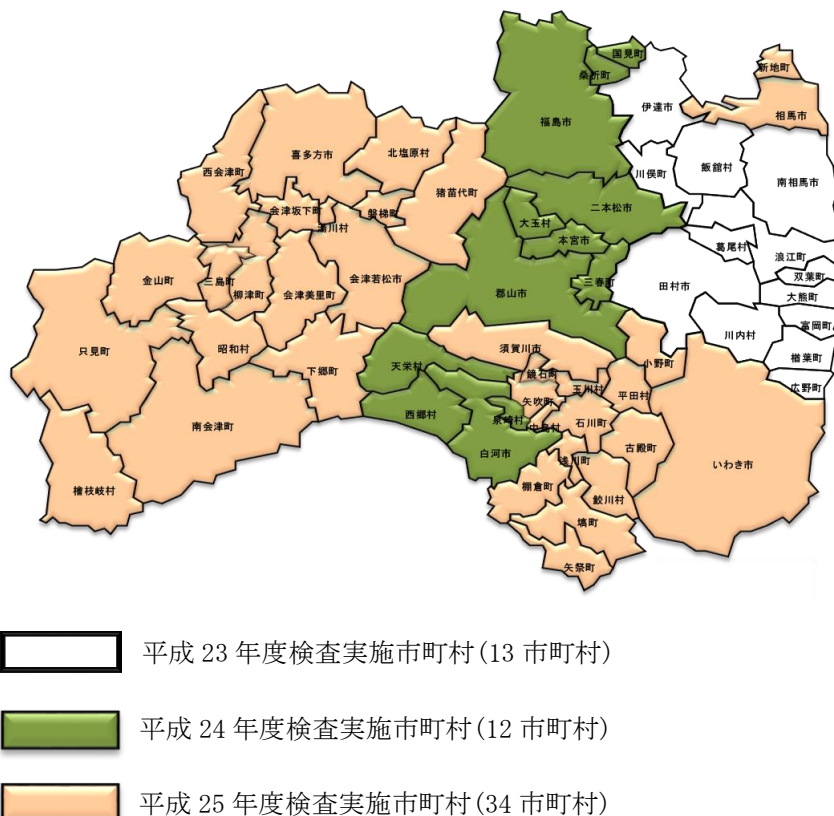 国見町
桑折町
新地町
伊達市
相馬市
福島市
喜多方市
北塩原村
西会津町
川俣町
飯舘村
南相馬市
猪苗代町
会津坂下町
磐梯町
湯川村
二本松市
大玉村
本宮市
葛尾村
浪江町
双葉町
大熊町
金山町
三島町
柳津町
会津美里町
会津若松市
郡山市
三春町
田村市
富岡町
川内村
楢葉町
広野町
只見町
昭和村
下郷町
天栄村
須賀川市
鏡石町
小野町
玉川村
平田村
矢吹町
西郷村
泉崎村
中島村
石川町
南会津町
白河市
浅川町
古殿町
いわき市
檜枝岐村
棚倉町
鮫川村
塙町
矢祭町
平成 23 年度検査実施市町村(13 市町村)
平成 24 年度検査実施市町村(12 市町村)
平成 25 年度検査実施市町村(34 市町村)